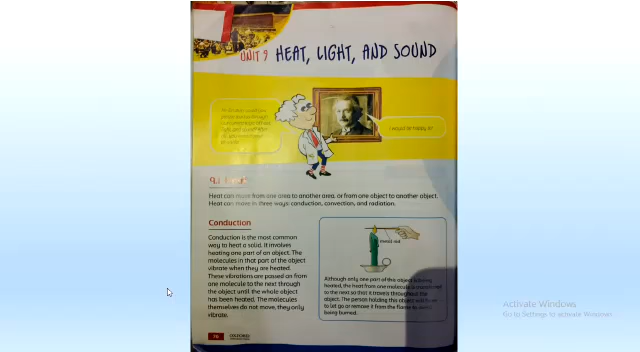 UNIT 9 HEAT, LIGHT, AND SOUND
I would be happy to!
9.1
Heat can move from one area to another area, or from one object to another object.
Heat can move in three ways: conduction, convection, and radiation.
Conduction
Conduction is the most common
way to heat a solid. It involves
heating one part of an object. The
molecules in that part of the object
vibrate when they are heated.
These vibrations are passed on from
one molecule to the next through
the object until the whole object
has been heated. The molecules
themselves do not move, they only
vibrate.
metal rod
Although only one part of this object is being
heated, the heat from one molecule is passed
to the next so that it travels throughout the
object. The person holding the object will have
to let go or remove it from the flame to avoid
being burned.
OXFORD
Activate Windows
Go to Settings to activate Windows.